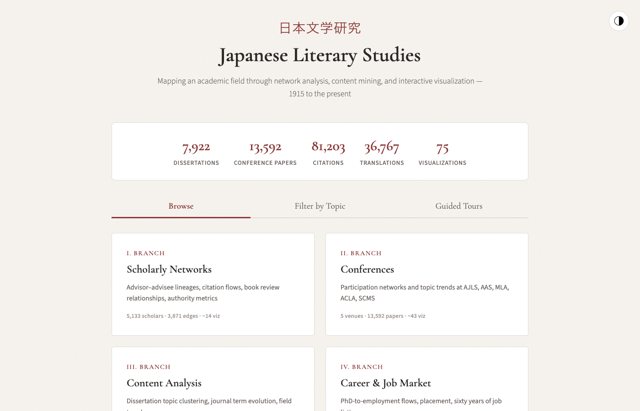 日本文学研究
Japanese Literary Studies
Mapping an academic field through network analysis, content mining, and interactive visualization —
1915 to the present
7,922 13,592 81,203 36,767 75
DISSERTATIONS CONFERENCE PAPERS CITATIONS TRANSLATIONS VISUALIZATIONS
Browse Filter by Topic Guided Tours
I. BRANCH
Scholarly Networks
Advisor–advisee lineages, citation flows, book review
relationships, authority metrics
5,133 scholars · 3,671 edges · ~14 viz
II. BRANCH
Conferences
Participation networks and topic trends at AJLS, AAS, MLA,
ACLA, SCMS
5 venues · 13,592 papers · ~43 viz
III. BRANCH
Content Analysis
Dissertation topic clustering, journal term evolution, field
IV. BRANCH
Career & Job Market
PhD-to-employment flows, placement, sixty years of job